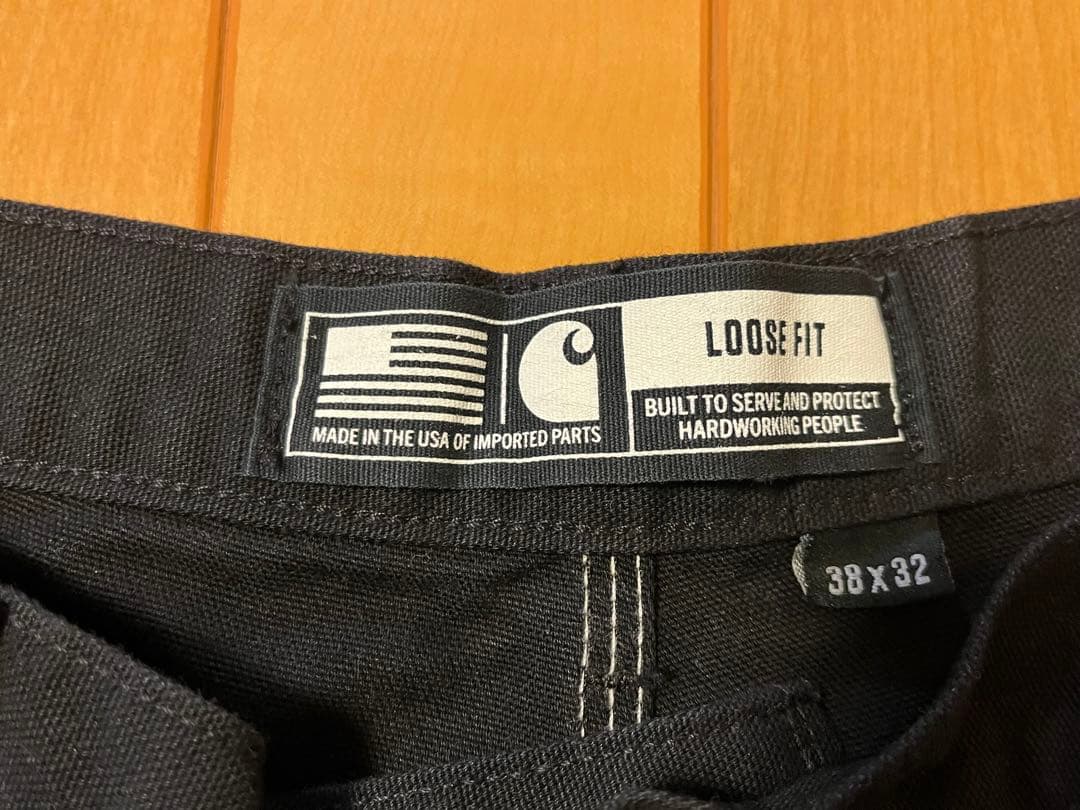 MADE IN THE USA OF IMPORTED PARTS
LOOSE FIT
BUILT TO SERVE AND PROTECT
HARDWORKING PEOPLE
38 X 32